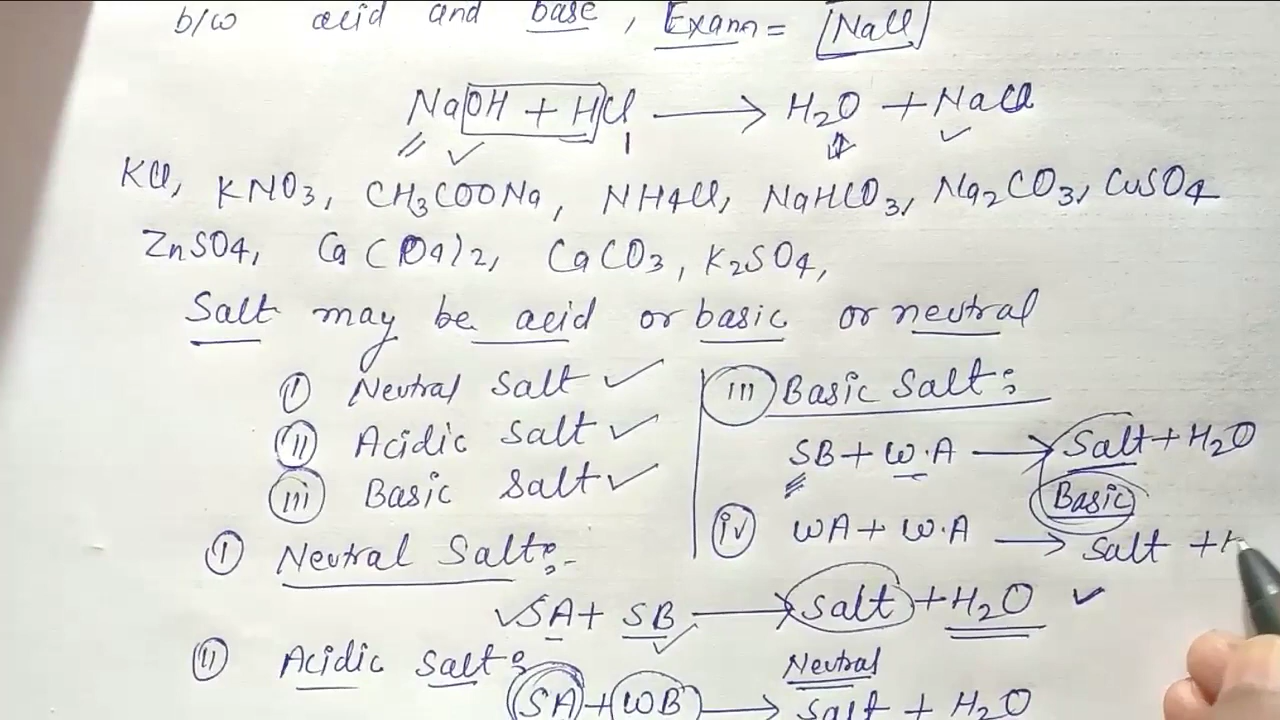 b/w acid and base, Exam = NaCl
NaOH + HCl → H2O + NaCl
KCl, KNO3, CH3COONa, NH4Cl, NaHCO3, Na2CO3, CuSO4
ZnSO4, Ca(PO4)2, CaCO3, K2SO4,
Salt may be acid or basic or neutral
(i) Neutral Salt ✓
(ii) Acidic Salt ✓
(iii) Basic Salt ✓
(i) Neutral Salt:-
✓SA + SB → Salt + H2O ✓
Neutral
(ii) Acidic Salt:
SA + WB → Salt + H2O
(iii) Basic Salt:
SB + W.A → Salt + H2O
Basic
(iv) WA + W.A → Salt + H